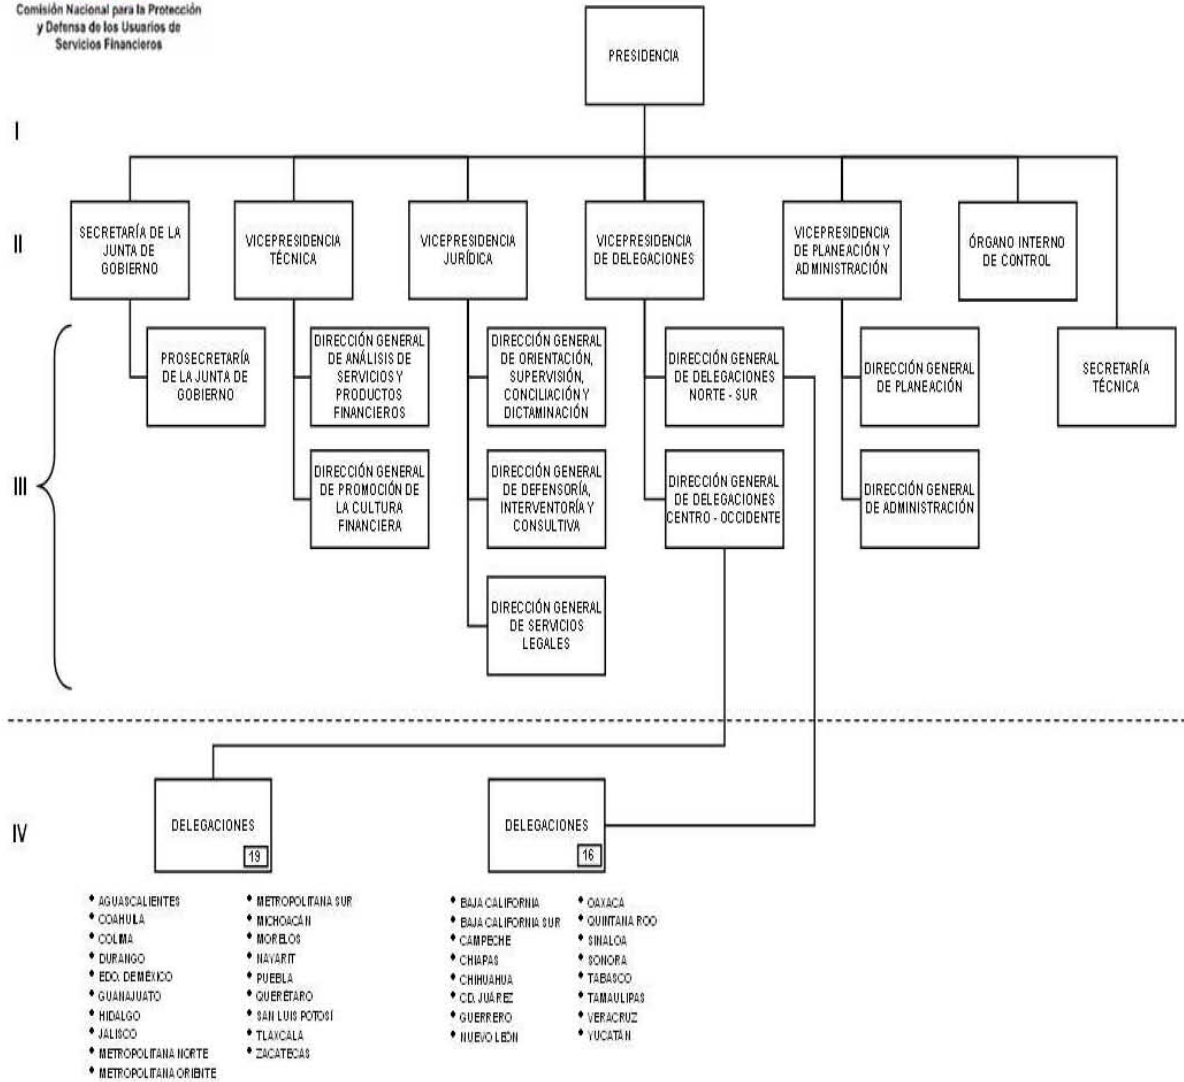 Comisión Nacional para la Protección
y Defensa de los Usuarios de
Servicios Financieros
PRESIDENCIA
I
II
SECRETARÍA DE LA
JUNTA DE
GOBIERNO
VICEPRESIDENCIA
TÉCNICA
VICEPRESIDENCIA
JURÍDICA
VICEPRESIDENCIA
DE DELEGACIONES
VICEPRESIDENCIA
DE PLANEACIÓN Y
ADMINISTRACIÓN
ÓRGANO INTERNO
DE CONTROL
III
PROSECRETARÍA
DE LA JUNTA DE
GOBIERNO
DIRECCIÓN GENERAL
DE ANÁLISIS DE
SERVICIOS Y
PRODUCTOS
FINANCIEROS
DIRECCIÓN GENERAL
DE ORIENTACIÓN,
SUPERVISIÓN,
CONCILIACIÓN Y
DICTAMINACIÓN
DIRECCIÓN GENERAL
DE DELEGACIONES
NORTE - SUR
DIRECCIÓN GENERAL
DE PLANEACIÓN
SECRETARÍA
TÉCNICA
DIRECCIÓN GENERAL
DE PROMOCIÓN DE
LA CULTURA
FINANCIERA
DIRECCIÓN GENERAL
DE DEFENSORÍA,
INTERVENTORÍA Y
CONSULTIVA
DIRECCIÓN GENERAL
DE DELEGACIONES
CENTRO - OCCIDENTE
DIRECCIÓN GENERAL
DE ADMINISTRACIÓN
DIRECCIÓN GENERAL
DE SERVICIOS
LEGALES
IV
DELEGACIONES
19
DELEGACIONES
16
• AGUASCALIENTES
• COAHUILA
• COLIMA
• DURANGO
• EDO. DE MÉXICO
• GUANAJUATO
• HIDALGO
• JALISCO
• METROPOLITANA NORTE
• METROPOLITANA ORIENTE
• METROPOLITANA SUR
• MICHOACÁN
• MORELOS
• NAYARIT
• PUEBLA
• QUERÉTARO
• SAN LUIS POTOSÍ
• TLAXCALA
• ZACATECAS
• BAJA CALIFORNIA
• BAJA CALIFORNIA SUR
• CAMPECHE
• CHIAPAS
• CHIHUAHUA
• CD. JUÁREZ
• GUERRERO
• NUEVO LEÓN
• OAXACA
• QUINTANA ROO
• SINALOA
• SONORA
• TABASCO
• TAMAULIPAS
• VERACRUZ
• YUCATÁN